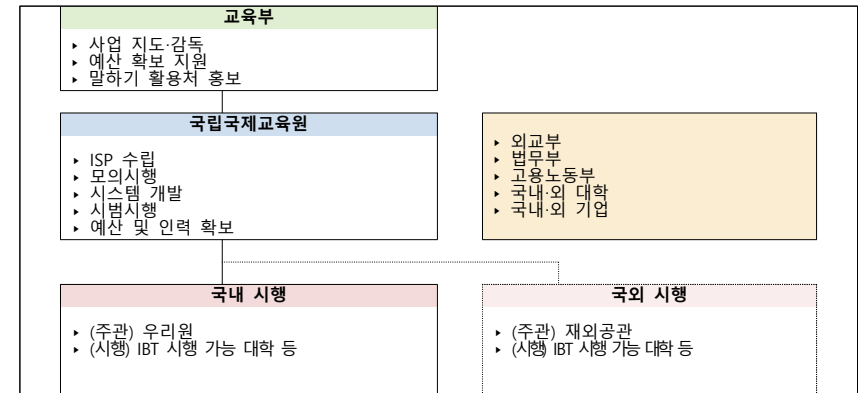 교육부
▸ 사업 지도·감독
▸ 예산 확보 지원
▸ 말하기 활용처 홍보
국립국제교육원
▸ ISP 수립
▸ 모의시행
▸ 시스템 개발
▸ 시범시행
▸ 예산 및 인력 확보
▸ 외교부
▸ 법무부
▸ 고용노동부
▸ 국내·외 대학
▸ 국내·외 기업
국내 시행
▸ (주관) 우리원
▸ (시행) IBT 시행 가능 대학 등
국외 시행
▸ (주관) 재외공관
▸ (시행) IBT 시행 가능 대학 등